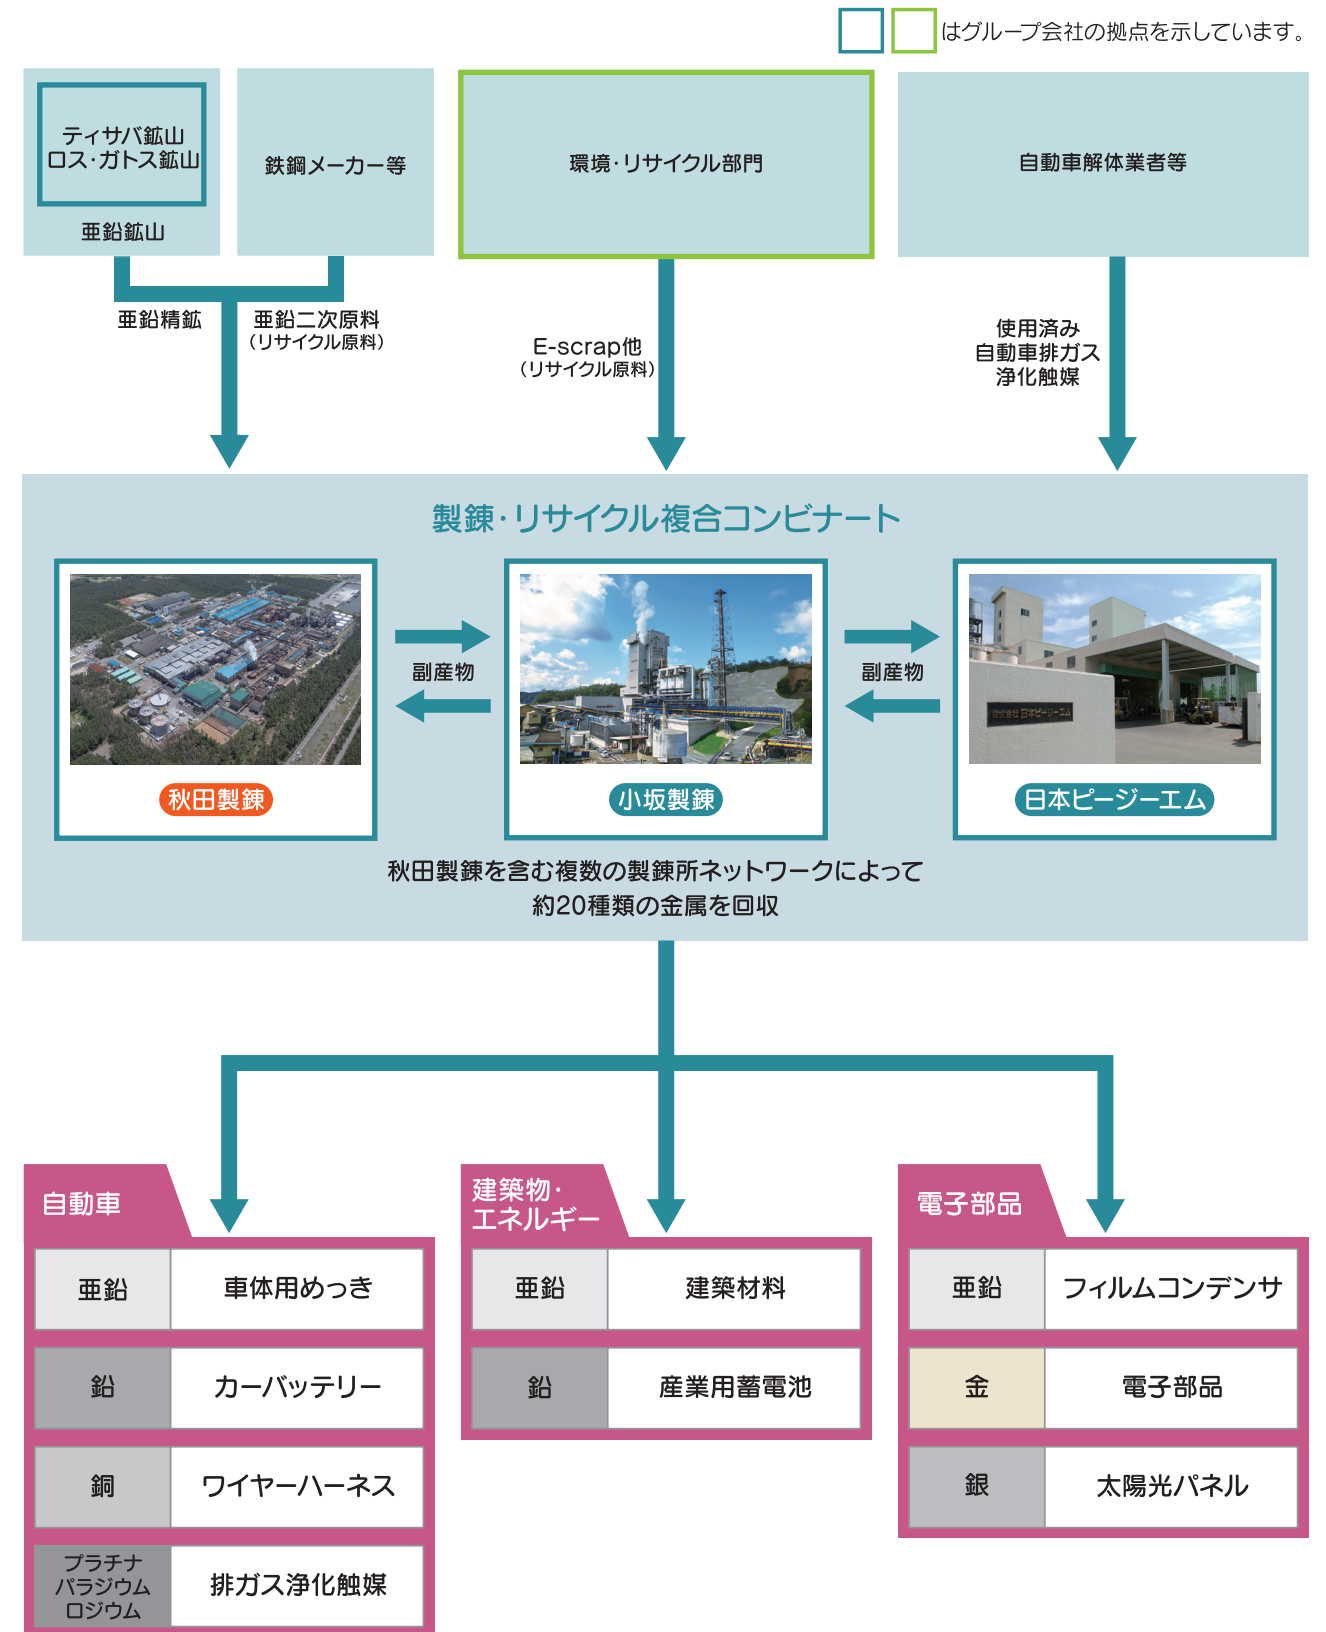 はグループ会社の拠点を示しています。
ティサパ鉱山
ロス・ガトス鉱山
亜鉛鉱山
鉄鋼メーカー等
環境・リサイクル部門
自動車解体業者等
亜鉛精鉱
亜鉛二次原料
(リサイクル原料)
E-scrap他
(リサイクル原料)
使用済み
自動車排ガス
浄化触媒
製錬・リサイクル複合コンビナート
副産物
副産物
株式会社 日本ピージーエム
秋田製錬
小坂製錬
日本ピージーエム
秋田製錬を含む複数の製錬所ネットワークによって
約20種類の金属を回収
自動車
亜鉛
車体用めっき
鉛
カーバッテリー
銅
ワイヤーハーネス
プラチナ
パラジウム
ロジウム
排ガス浄化触媒
建築物・
エネルギー
亜鉛
建築材料
鉛
産業用蓄電池
電子部品
亜鉛
フィルムコンデンサ
金
電子部品
銀
太陽光パネル